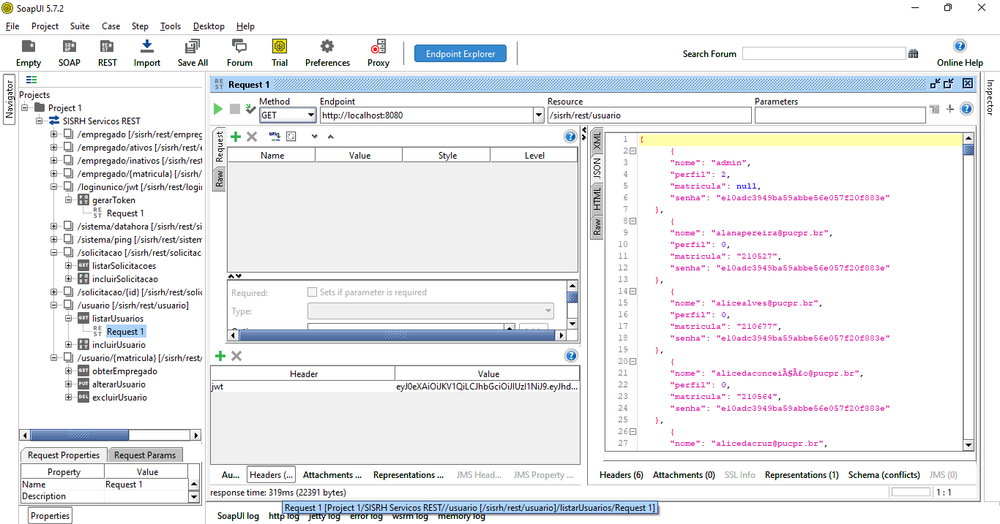 SoapUI 5.7.2
File Project Suite Case Step Tools Desktop Help
Empty SOAP REST Import Save All Forum Trial Preferences Proxy Endpoint Explorer Search Forum Online Help
Navigator
Projects
Project 1
SISRH Servicos REST
/empregado [/sisrh/rest/empreg
/empregado/ativos [/sisrh/rest/e
/empregado/inativos [/sisrh/rest
/empregado/{matricula} [/sisrh/
/loginunico/jwt [/sisrh/rest/logi
POST gerarToken
REST Request 1
/sistema/datahora [/sisrh/rest/si
/sistema/ping [/sisrh/rest/sistem
/solicitacao [/sisrh/rest/solicitac
GET listarSolicitacoes
POST incluirSolicitacao
/solicitacao/{id} [/sisrh/rest/solic
/usuario [/sisrh/rest/usuario]
GET listarUsuarios
REST Request 1
POST incluirUsuario
/usuario/{matricula} [/sisrh/rest/
GET obterEmpregado
PUT alterarUsuario
DEL excluirUsuario
Request Properties Request Params
Property Value
Name Request 1
Description
Properties
REST Request 1
Method Endpoint Resource Parameters
GET http://localhost:8080 /sisrh/rest/usuario
Request
Raw
Name Value Style Level
Required: Sets if parameter is required
Type:
Header Value
jwt eyJ0eXAiOiJKV1QiLCJhbGciOiJIUzI1NiJ9.eyJhd...
Au... Headers (... Attachments ... Representations ... JMS Head... JMS Property ...
response time: 319ms (22391 bytes)
XML
JSON
HTML
Raw
1 [
2 {
3 "nome": "admin",
4 "perfil": 2,
5 "matricula": null,
6 "senha": "e10adc3949ba59abbe56e057f20f883e"
7 },
8 {
9 "nome": "alanapereira@pucpr.br",
10 "perfil": 0,
11 "matricula": "210527",
12 "senha": "e10adc3949ba59abbe56e057f20f883e"
13 },
14 {
15 "nome": "alicealves@pucpr.br",
16 "perfil": 0,
17 "matricula": "210677",
18 "senha": "e10adc3949ba59abbe56e057f20f883e"
19 },
20 {
21 "nome": "alicedaconceiÃ§Ã£o@pucpr.br",
22 "perfil": 0,
23 "matricula": "210564",
24 "senha": "e10adc3949ba59abbe56e057f20f883e"
25 },
26 {
27 "nome": "alicedacruz@pucpr.br",
Headers (6) Attachments (0) SSL Info Representations (1) Schema (conflicts) JMS (0)
1 : 1
Inspector
Request 1 [Project 1/SISRH Servicos REST//usuario [/sisrh/rest/usuario]/listarUsuarios/Request 1]
SoapUI log http log jetty log error log wsrm log memory log